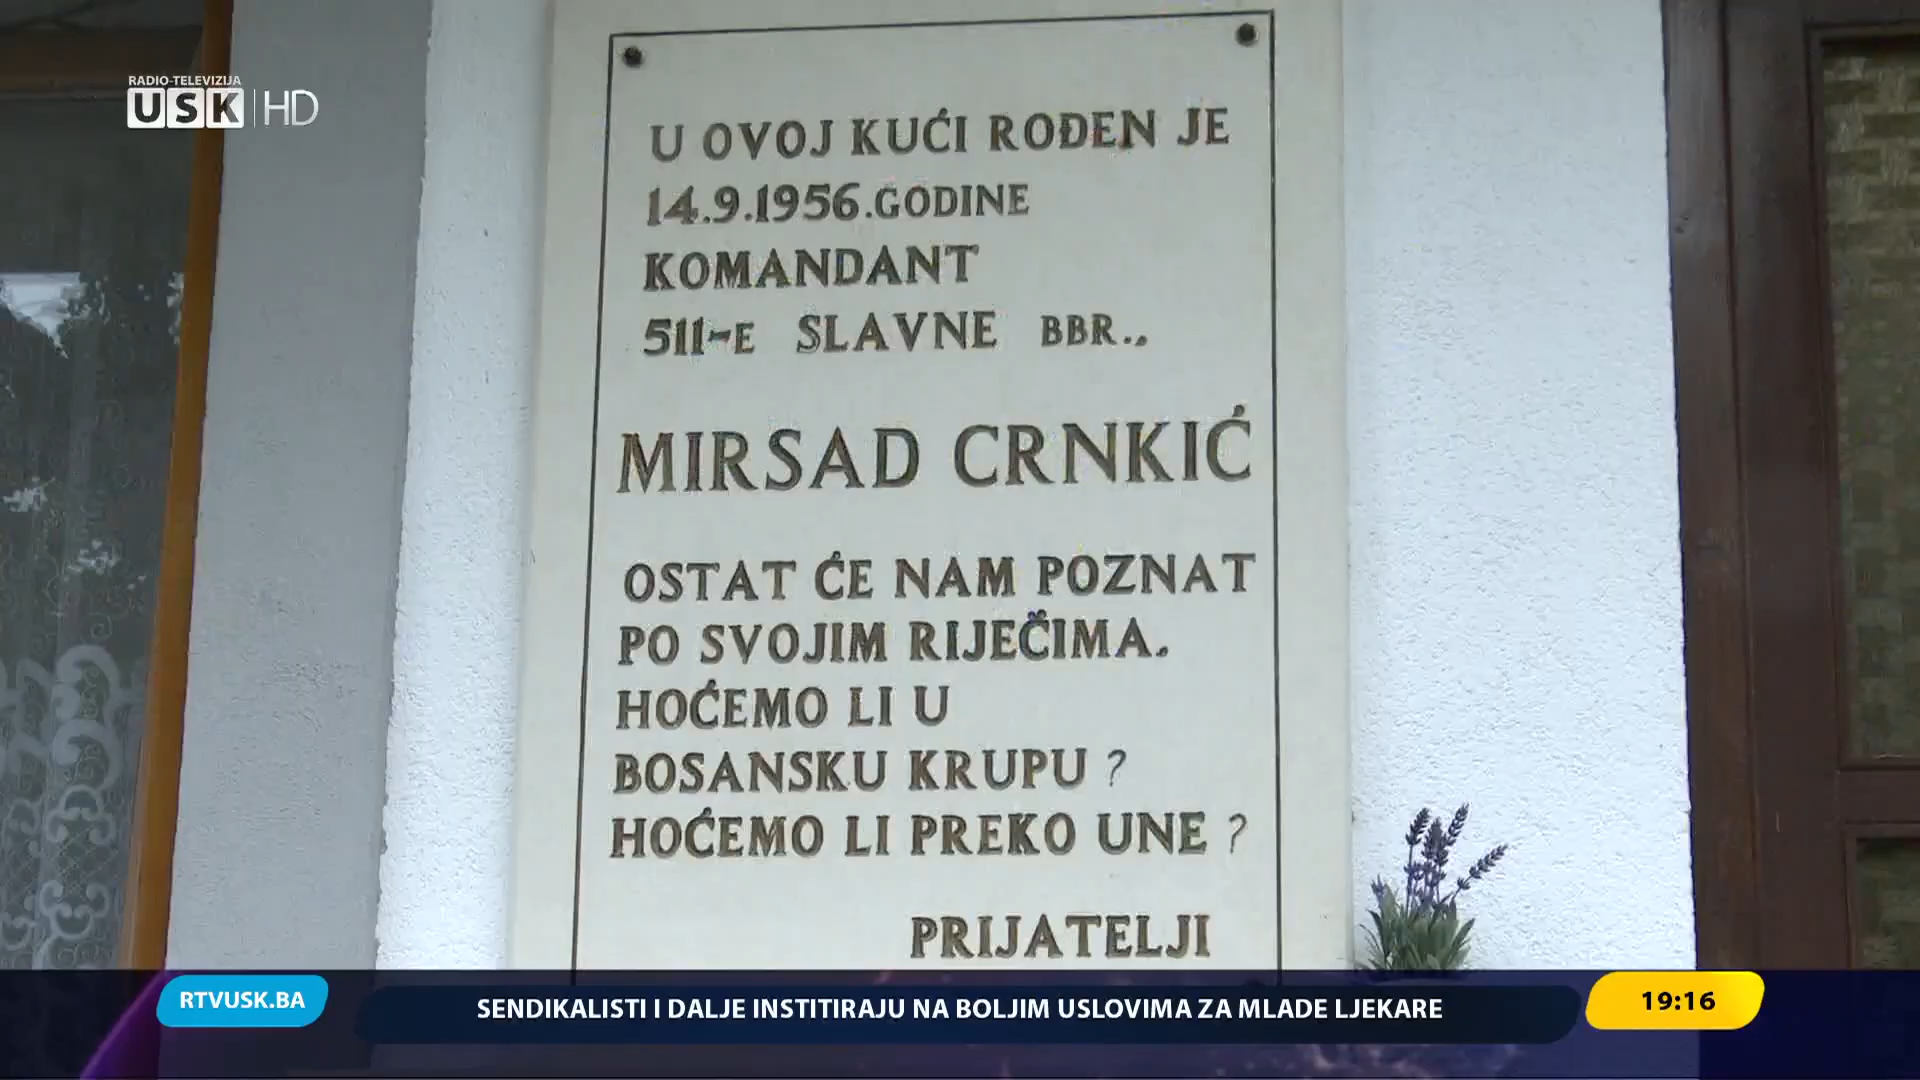 RADIO-TELEVIZIJA
USK HD
U OVOJ KUĆI ROĐEN JE
14.9.1956.GODINE
KOMANDANT
511-E SLAVNE BBR.,
MIRSAD CRNKIĆ
OSTAT ĆE NAM POZNAT
PO SVOJIM RIJEČIMA.
HOĆEMO LI U
BOSANSKU KRUPU ?
HOĆEMO LI PREKO UNE ?
PRIJATELJI
RTVUSK.BA
SENDIKALISTI I DALJE INSTITIRAJU NA BOLJIM USLOVIMA ZA MLADE LJEKARE
19:16